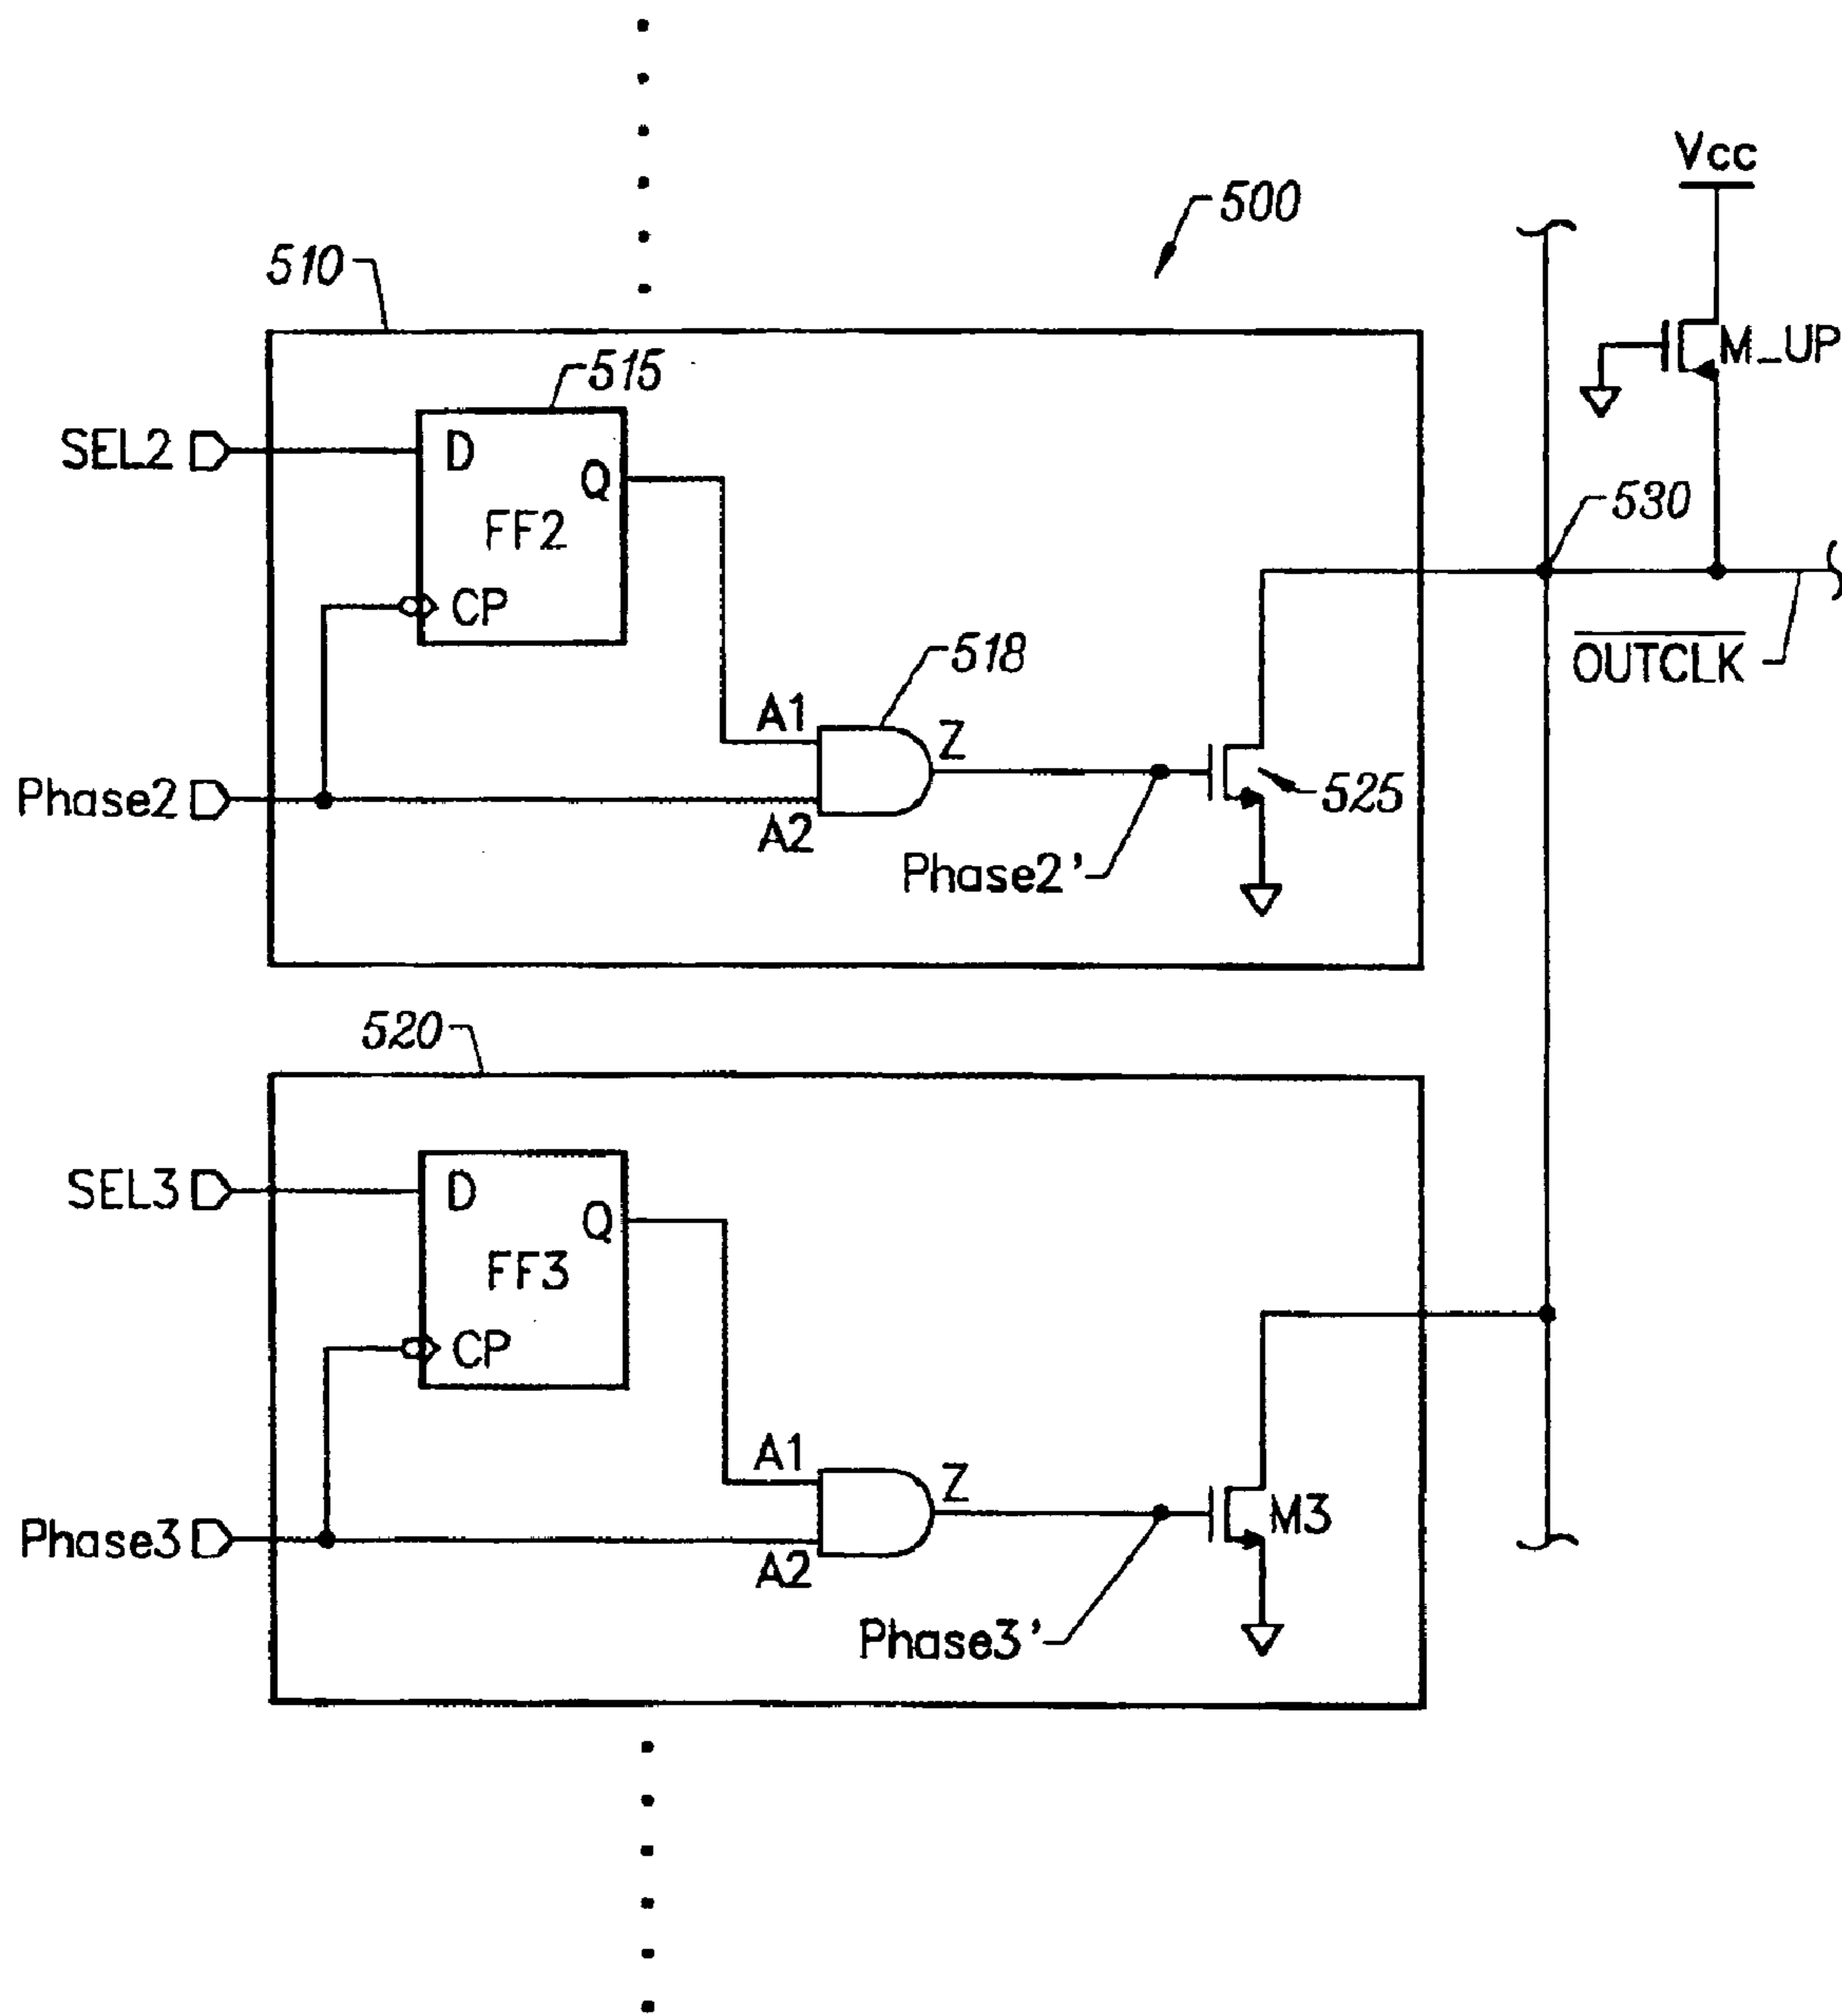 500
Vcc
510
M_UP
515
SEL2
D
Q
530
FF2
CP
OUTCLK
518
A1
Z
Phase2
525
A2
Phase2'
520
SEL3
D
Q
FF3
CP
A1
Z
M3
Phase3
A2
Phase3'